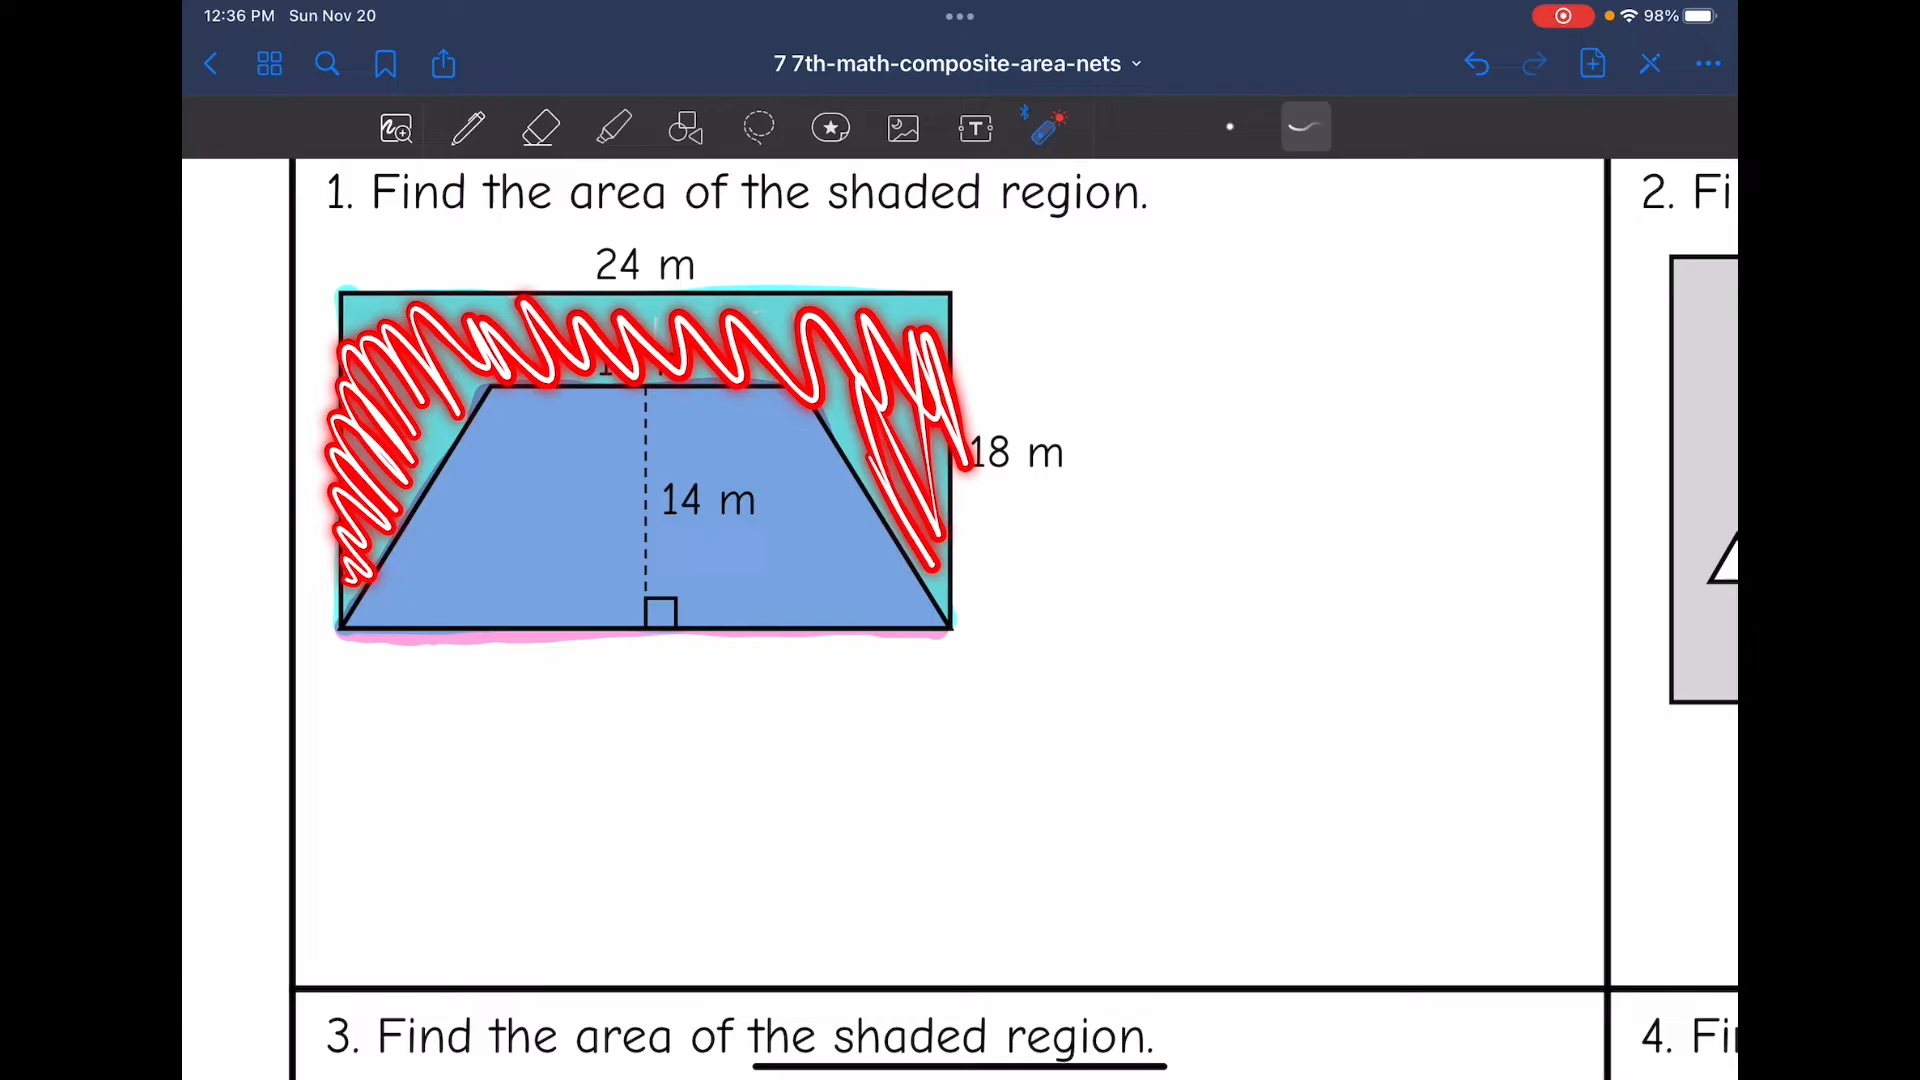 12:36 PM Sun Nov 20
98%
7 7th-math-composite-area-nets
T
1. Find the area of the shaded region.
2. Fi
24 m
18 m
14 m
3. Find the area of the shaded region.
4. Fi